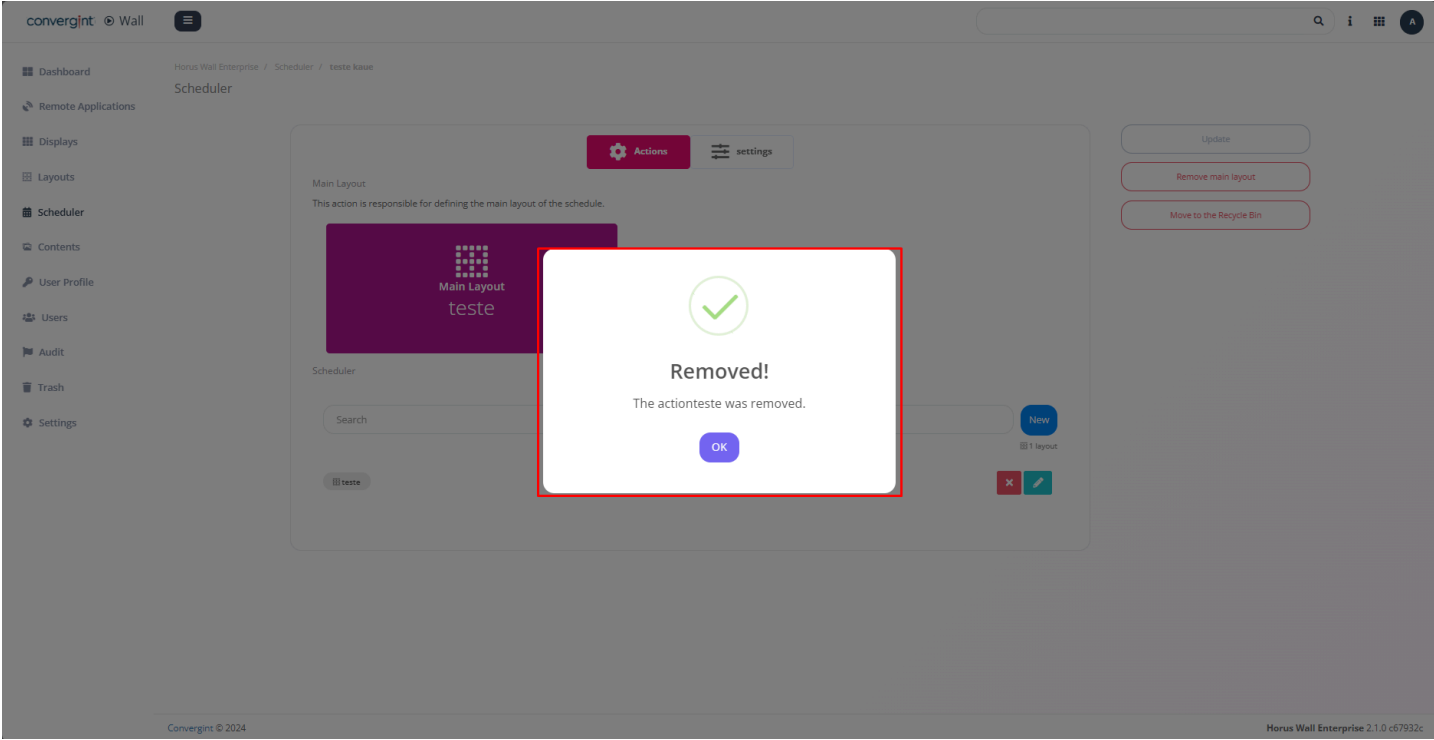 convergint Wall
i
A
Dashboard
Remote Applications
Displays
Layouts
Scheduler
Contents
User Profile
Users
Audit
Trash
Settings
Horus Wall Enterprise / Scheduler / teste kaue
Scheduler
Actions
settings
Main Layout
This action is responsible for defining the main layout of the schedule.
Main Layout
teste
Scheduler
Search
New
1 layout
teste
Update
Remove main layout
Move to the Recycle Bin
Removed!
The actionteste was removed.
OK
Convergint © 2024
Horus Wall Enterprise 2.1.0 c67932c